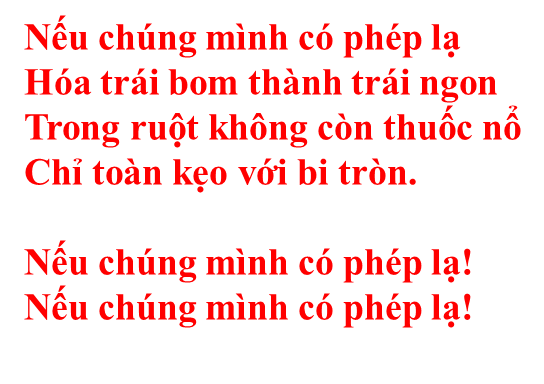 Nếu chúng mình có phép lạ
Hóa trái bom thành trái ngon
Trong ruột không còn thuốc nổ
Chỉ toàn kẹo với bi tròn.

Nếu chúng mình có phép lạ!
Nếu chúng mình có phép lạ!